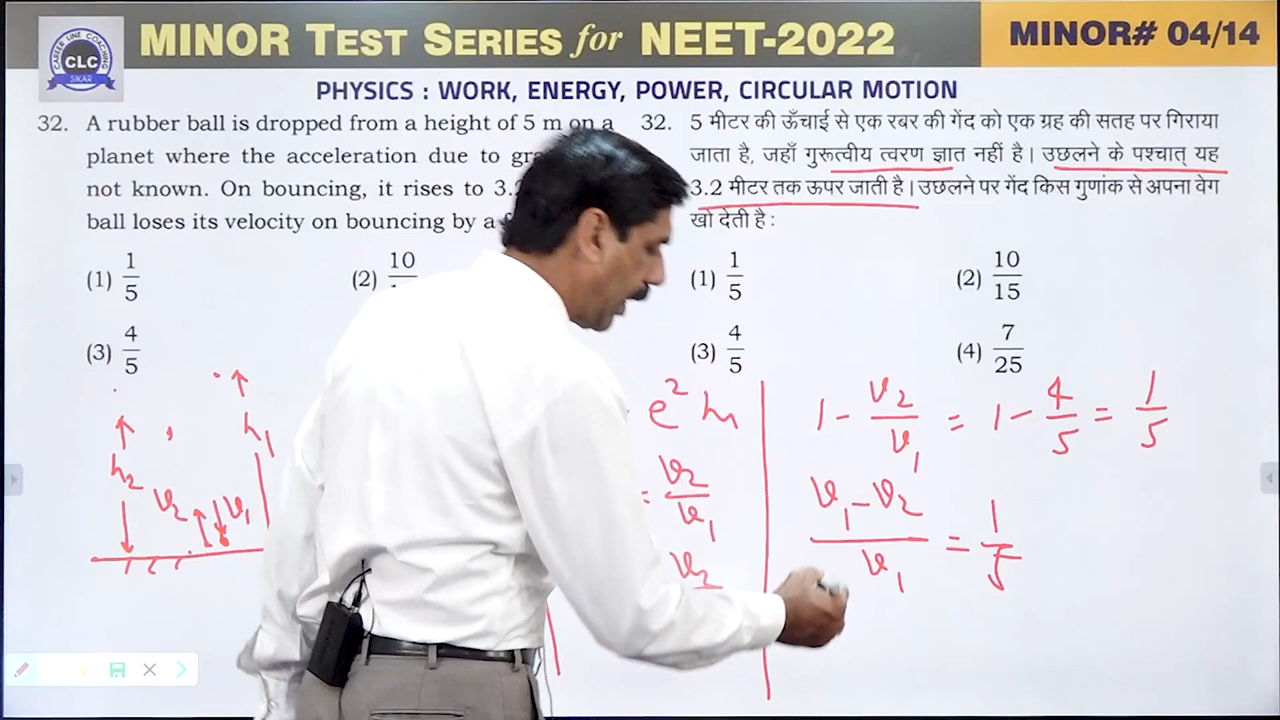 CAREER LINE COACHING
CLC
SIKAR
MINOR TEST SERIES for NEET-2022
MINOR# 04/14
PHYSICS : WORK, ENERGY, POWER, CIRCULAR MOTION
32. A rubber ball is dropped from a height of 5 m on a
planet where the acceleration due to
not known. On bouncing, it rises to
ball loses its velocity on bouncing by a
(1) 1/5
(2) 10
(3) 4/5
32. 5 मीटर की ऊँचाई से एक रबर की गेंद को एक ग्रह की सतह पर गिराया
जाता है, जहाँ गुरूत्वीय त्वरण ज्ञात नहीं है। उछलने के पश्चात् यह
3.2 मीटर तक ऊपर जाती है। उछलने पर गेंद किस गुणांक से अपना वेग
खो देती है :
(1) 1/5
(2) 10/15
(3) 4/5
(4) 7/25
h₂
v₂
v₁
h₁
e² h
= v₂/v₁
v₂
1 - v₂/v₁ = 1 - 4/5 = 1/5
(v₁ - v₂)/v₁ = 1/5